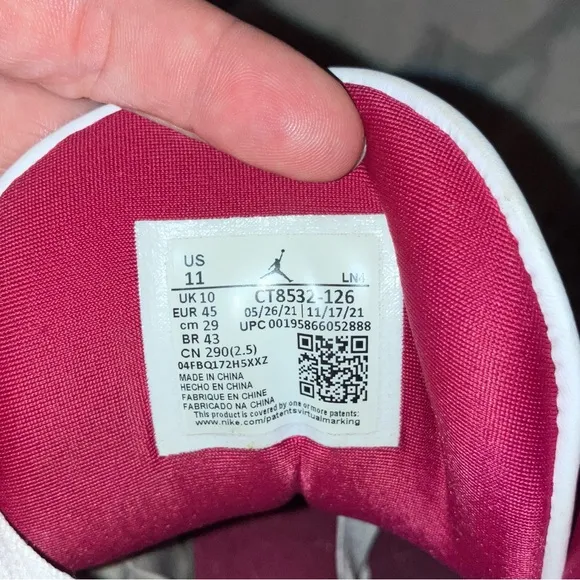 US
11
LN4
UK 10 CT8532-126
EUR 45 05/26/21 11/17/21
cm 29 UPC 00195866052888
BR 43
CN 290(2.5)
04FBQ172H5XXZ
MADE IN CHINA
HECHO EN CHINA
FABRIQUE EN CHINE
FABRICADO NA CHINA
This product is covered by one or more patents:
www.nike.com/patentsvirtualmarking